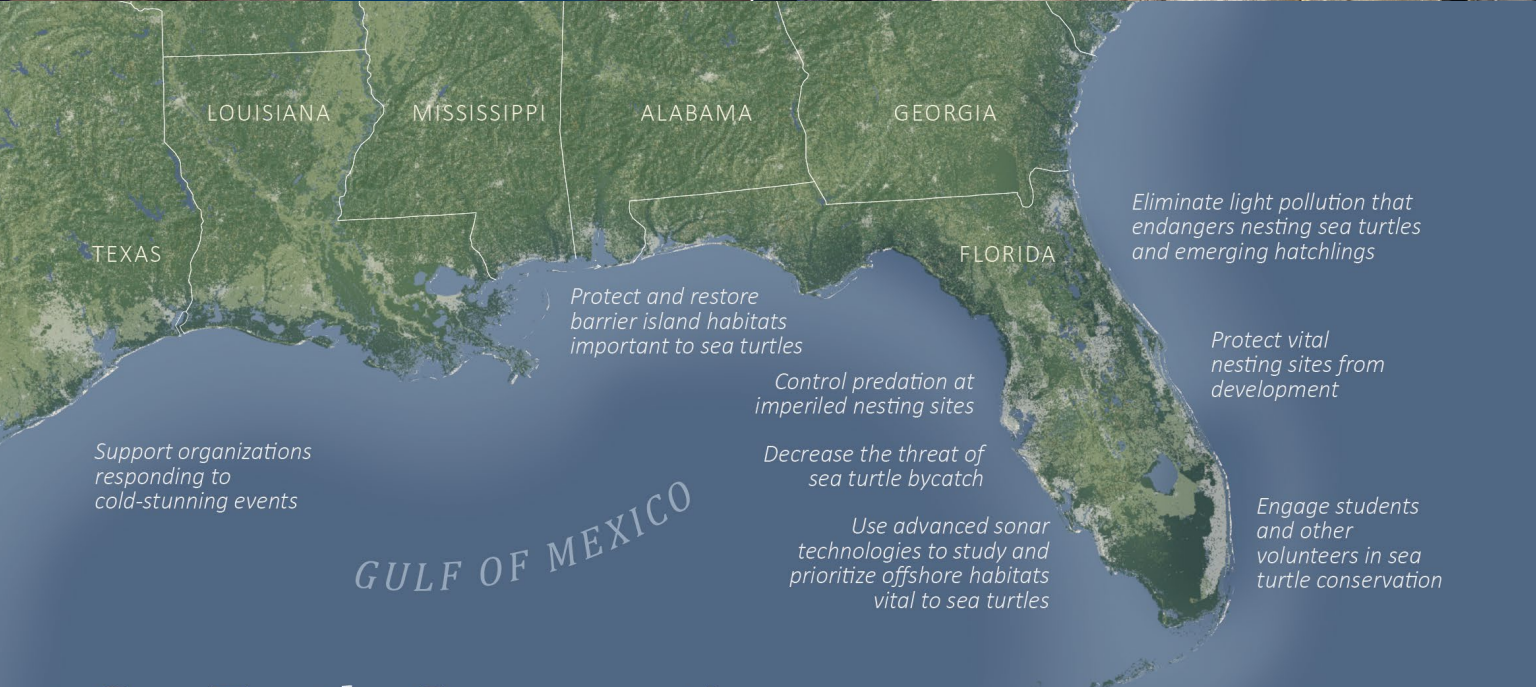 LOUISIANA
MISSISSIPPI
ALABAMA
GEORGIA
TEXAS
FLORIDA
Eliminate light pollution that
endangers nesting sea turtles
and emerging hatchlings
Protect and restore
barrier island habitats
important to sea turtles
Protect vital
nesting sites from
development
Control predation at
imperiled nesting sites
Support organizations
responding to
cold-stunning events
Decrease the threat of
sea turtle bycatch
Use advanced sonar
technologies to study and
prioritize offshore habitats
vital to sea turtles
Engage students
and other
volunteers in sea
turtle conservation
GULF OF MEXICO